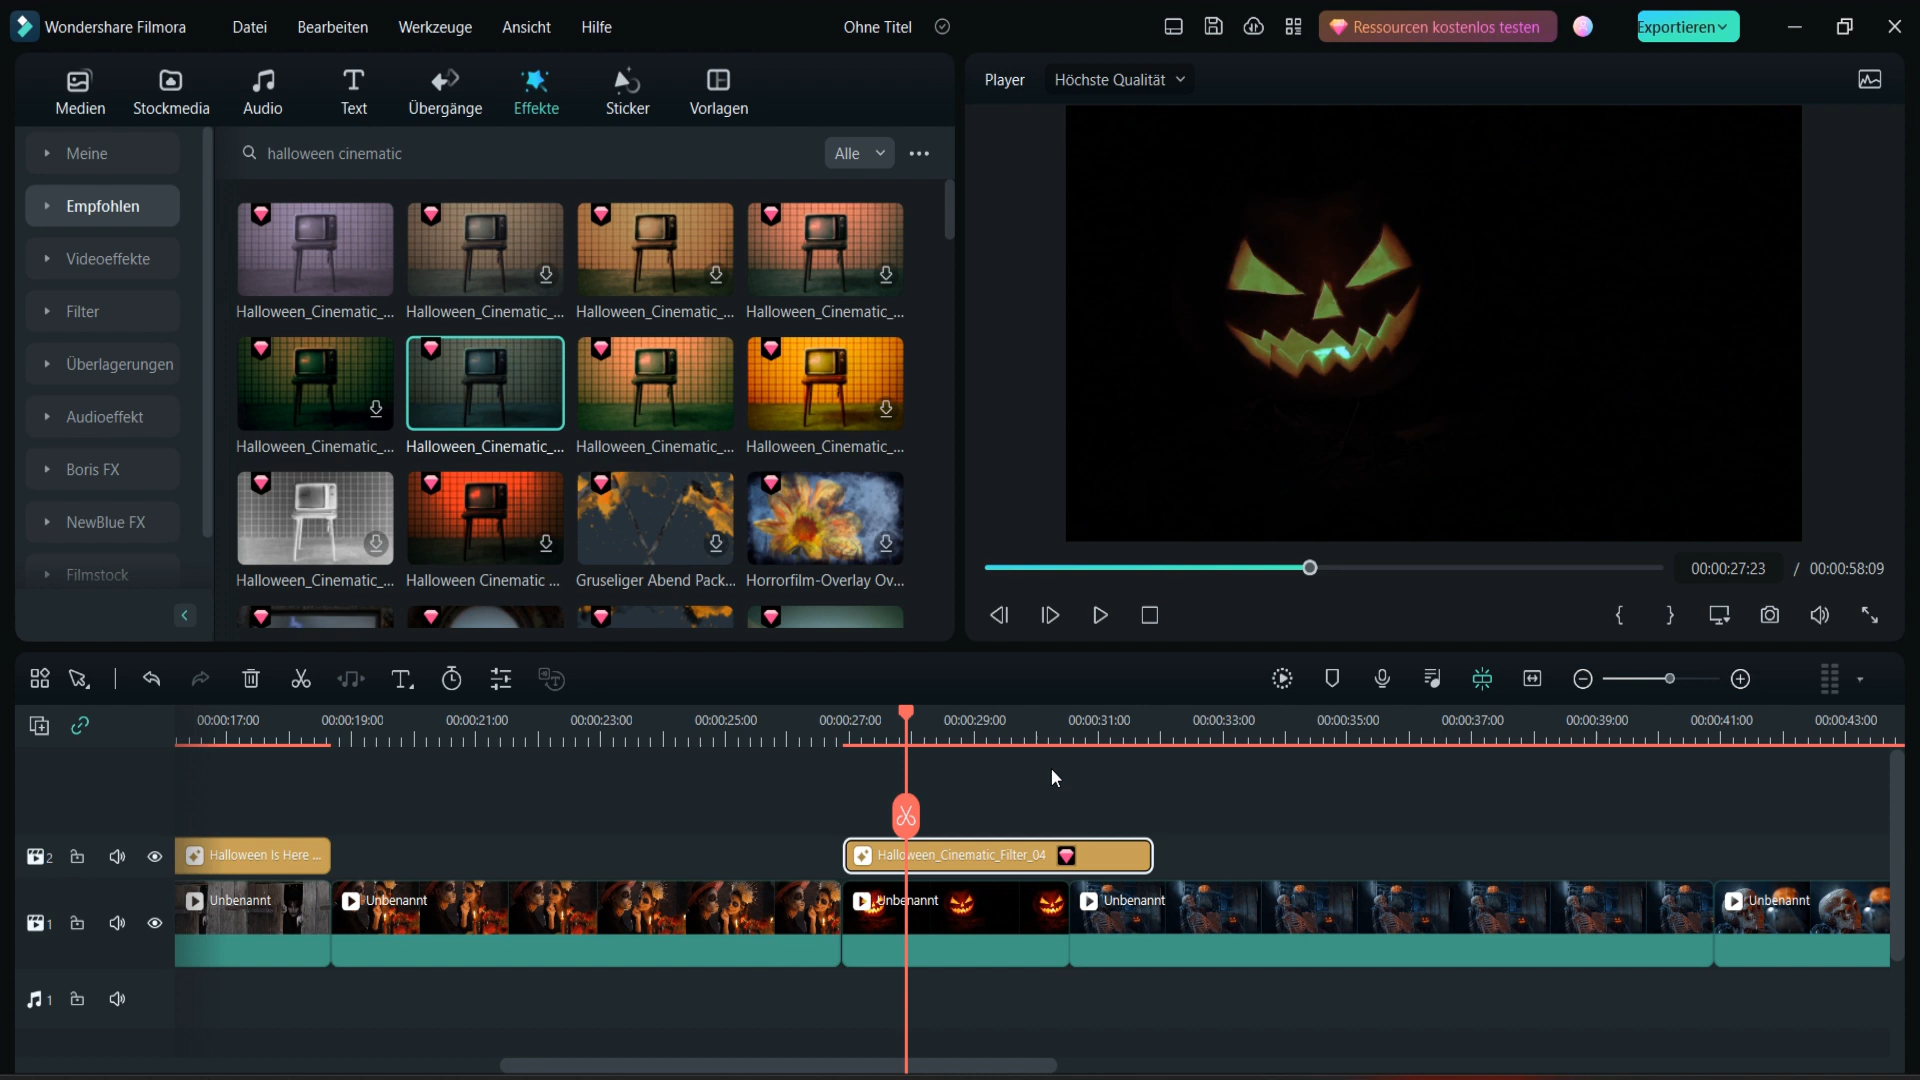 Wondershare Filmora
Datei
Bearbeiten
Werkzeuge
Ansicht
Hilfe
Ohne Titel
Ressourcen kostenlos testen
Exportieren
Medien
Stockmedia
Audio
Text
Übergänge
Effekte
Sticker
Vorlagen
Player
Höchste Qualität
Meine
Empfohlen
Videoeffekte
Filter
Überlagerungen
Audioeffekt
Boris FX
NewBlue FX
Filmstock
halloween cinematic
Alle
Halloween_Cinematic_...
Halloween_Cinematic_...
Halloween_Cinematic_...
Halloween_Cinematic_...
Halloween_Cinematic_...
Halloween_Cinematic_...
Halloween_Cinematic_...
Halloween_Cinematic_...
Halloween_Cinematic_...
Halloween Cinematic ...
Gruseliger Abend Pack...
Horrorfilm-Overlay Ov...
00:00:27:23 / 00:00:58:09
00:00:17:00
00:00:19:00
00:00:21:00
00:00:23:00
00:00:25:00
00:00:27:00
00:00:29:00
00:00:31:00
00:00:33:00
00:00:35:00
00:00:37:00
00:00:39:00
00:00:41:00
00:00:43:00
2
Halloween Is Here ...
Halloween_Cinematic_Filter_04
1
Unbenannt
Unbenannt
Unbenannt
Unbenannt
Unbenannt
1